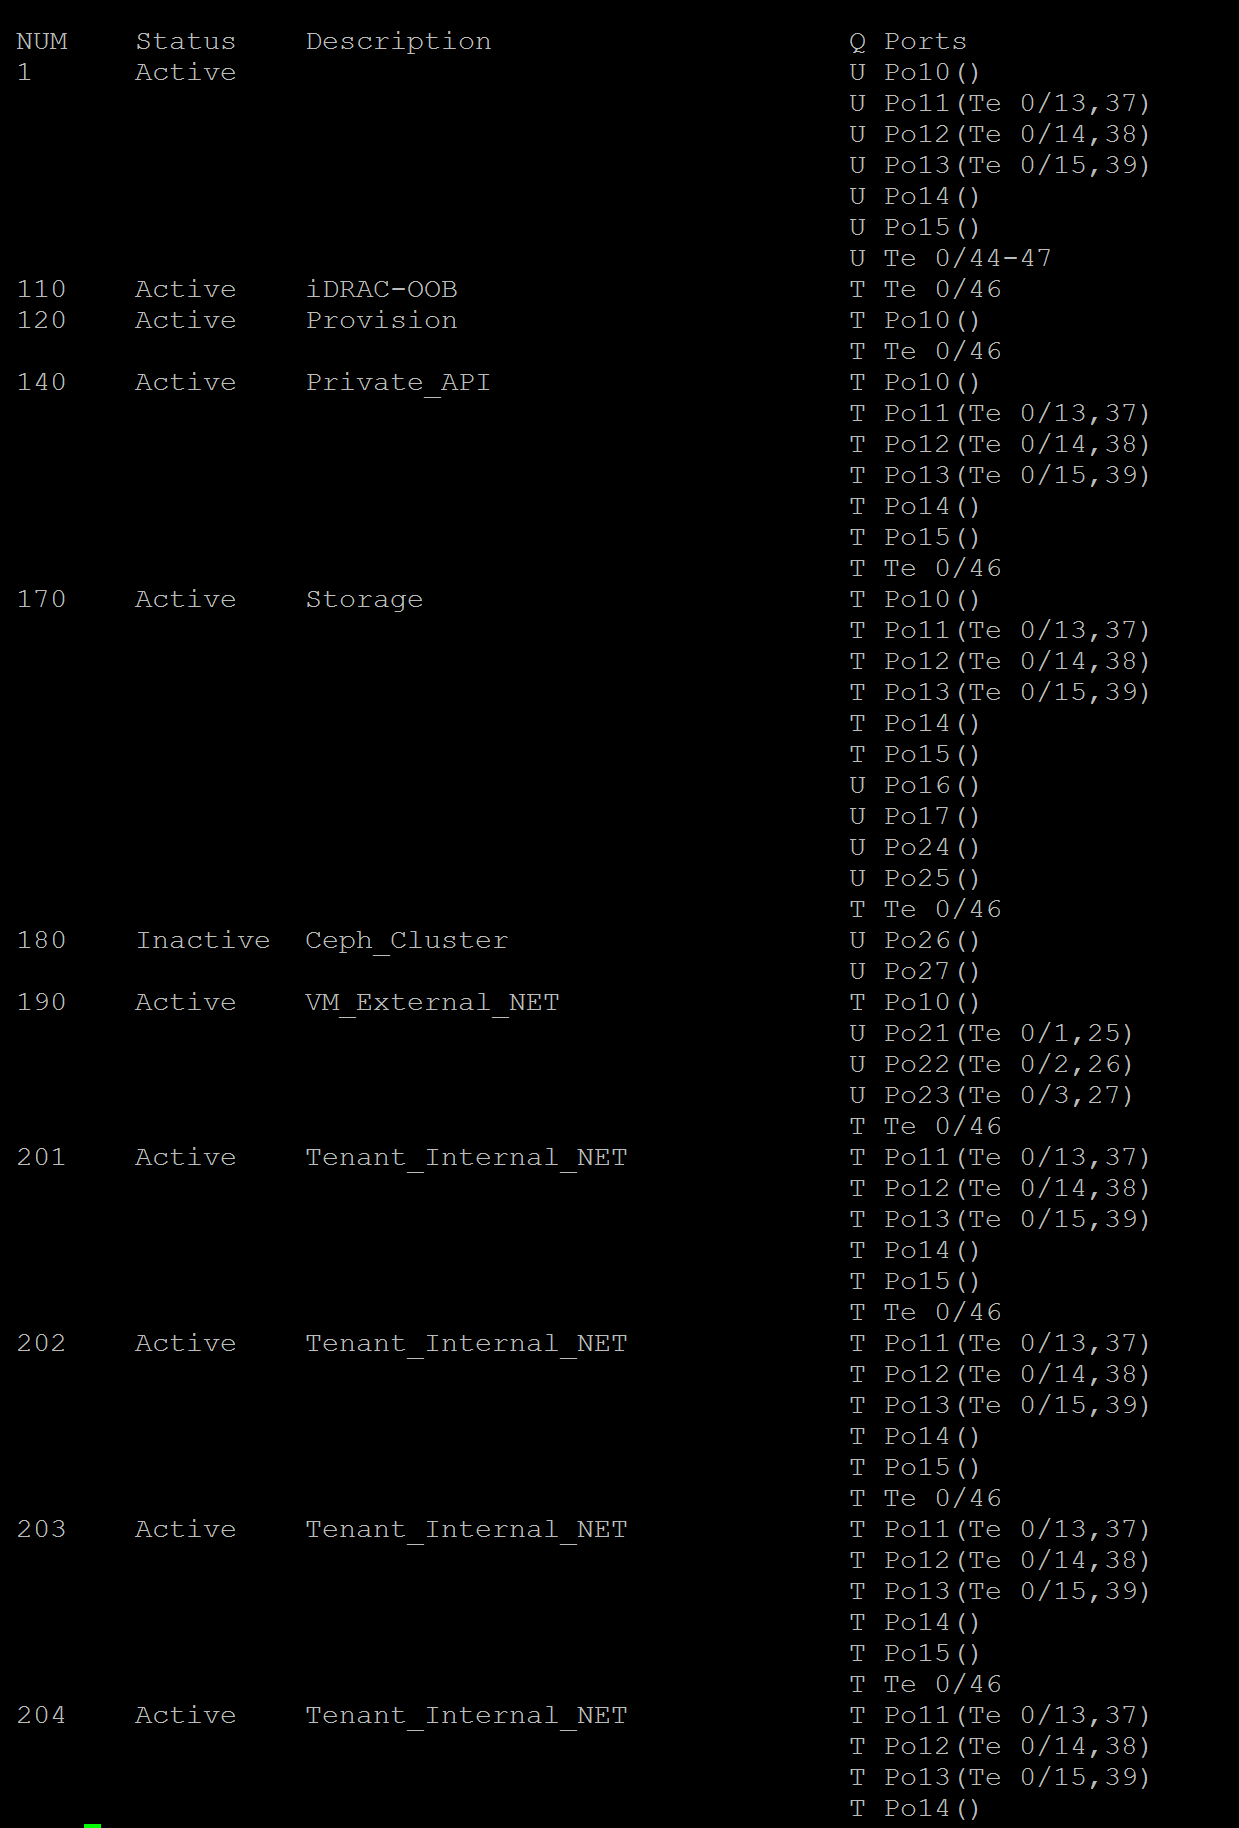 NUM    Status    Description                     Q Ports
1      Active                                    U Po10()
                                                 U Po11(Te 0/13,37)
                                                 U Po12(Te 0/14,38)
                                                 U Po13(Te 0/15,39)
                                                 U Po14()
                                                 U Po15()
                                                 U Te 0/44-47
110    Active    iDRAC-OOB                       T Te 0/46
120    Active    Provision                       T Po10()
                                                 T Te 0/46
140    Active    Private_API                     T Po10()
                                                 T Po11(Te 0/13,37)
                                                 T Po12(Te 0/14,38)
                                                 T Po13(Te 0/15,39)
                                                 T Po14()
                                                 T Po15()
                                                 T Te 0/46
170    Active    Storage                         T Po10()
                                                 T Po11(Te 0/13,37)
                                                 T Po12(Te 0/14,38)
                                                 T Po13(Te 0/15,39)
                                                 T Po14()
                                                 T Po15()
                                                 U Po16()
                                                 U Po17()
                                                 U Po24()
                                                 U Po25()
                                                 T Te 0/46
180    Inactive  Ceph_Cluster                    U Po26()
                                                 U Po27()
190    Active    VM_External_NET                 T Po10()
                                                 U Po21(Te 0/1,25)
                                                 U Po22(Te 0/2,26)
                                                 U Po23(Te 0/3,27)
                                                 T Te 0/46
201    Active    Tenant_Internal_NET             T Po11(Te 0/13,37)
                                                 T Po12(Te 0/14,38)
                                                 T Po13(Te 0/15,39)
                                                 T Po14()
                                                 T Po15()
                                                 T Te 0/46
202    Active    Tenant_Internal_NET             T Po11(Te 0/13,37)
                                                 T Po12(Te 0/14,38)
                                                 T Po13(Te 0/15,39)
                                                 T Po14()
                                                 T Po15()
                                                 T Te 0/46
203    Active    Tenant_Internal_NET             T Po11(Te 0/13,37)
                                                 T Po12(Te 0/14,38)
                                                 T Po13(Te 0/15,39)
                                                 T Po14()
                                                 T Po15()
                                                 T Te 0/46
204    Active    Tenant_Internal_NET             T Po11(Te 0/13,37)
                                                 T Po12(Te 0/14,38)
                                                 T Po13(Te 0/15,39)
                                                 T Po14()